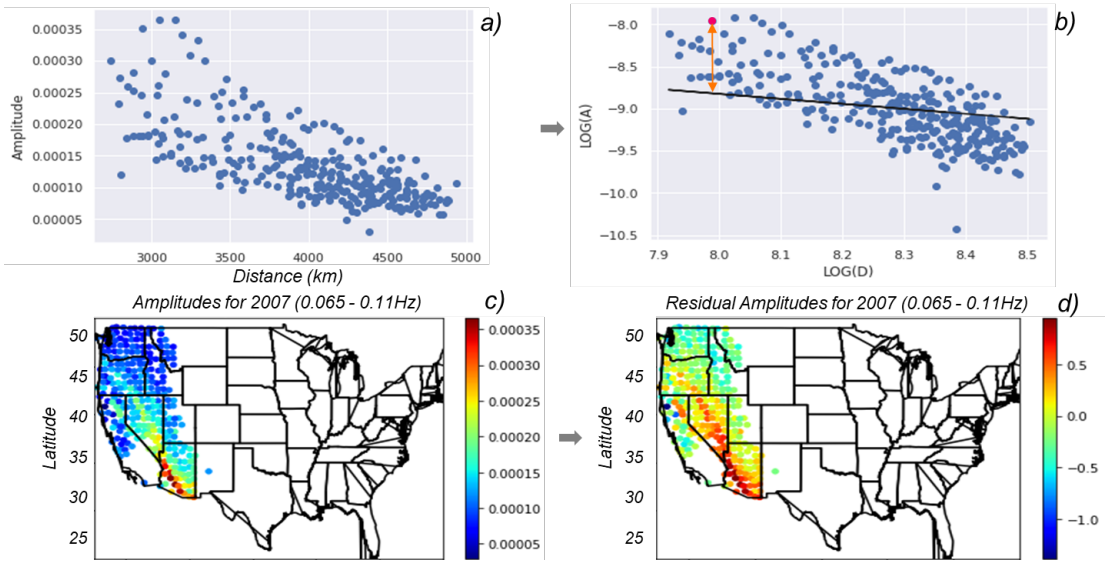 a)
0.00035
0.00030
0.00025
0.00020
0.00015
0.00010
0.00005
Amplitude
3000 3500 4000 4500 5000
Distance (km)
b)
−8.0
−8.5
−9.0
−9.5
−10.0
−10.5
LOG(A)
7.9 8.0 8.1 8.2 8.3 8.4 8.5
LOG(D)
Amplitudes for 2007 (0.065 - 0.11Hz)
c)
50
45
40
35
30
25
Latitude
0.00035
0.00030
0.00025
0.00020
0.00015
0.00010
0.00005
Residual Amplitudes for 2007 (0.065 - 0.11Hz)
d)
50
45
40
35
30
25
Latitude
0.5
0.0
−0.5
−1.0